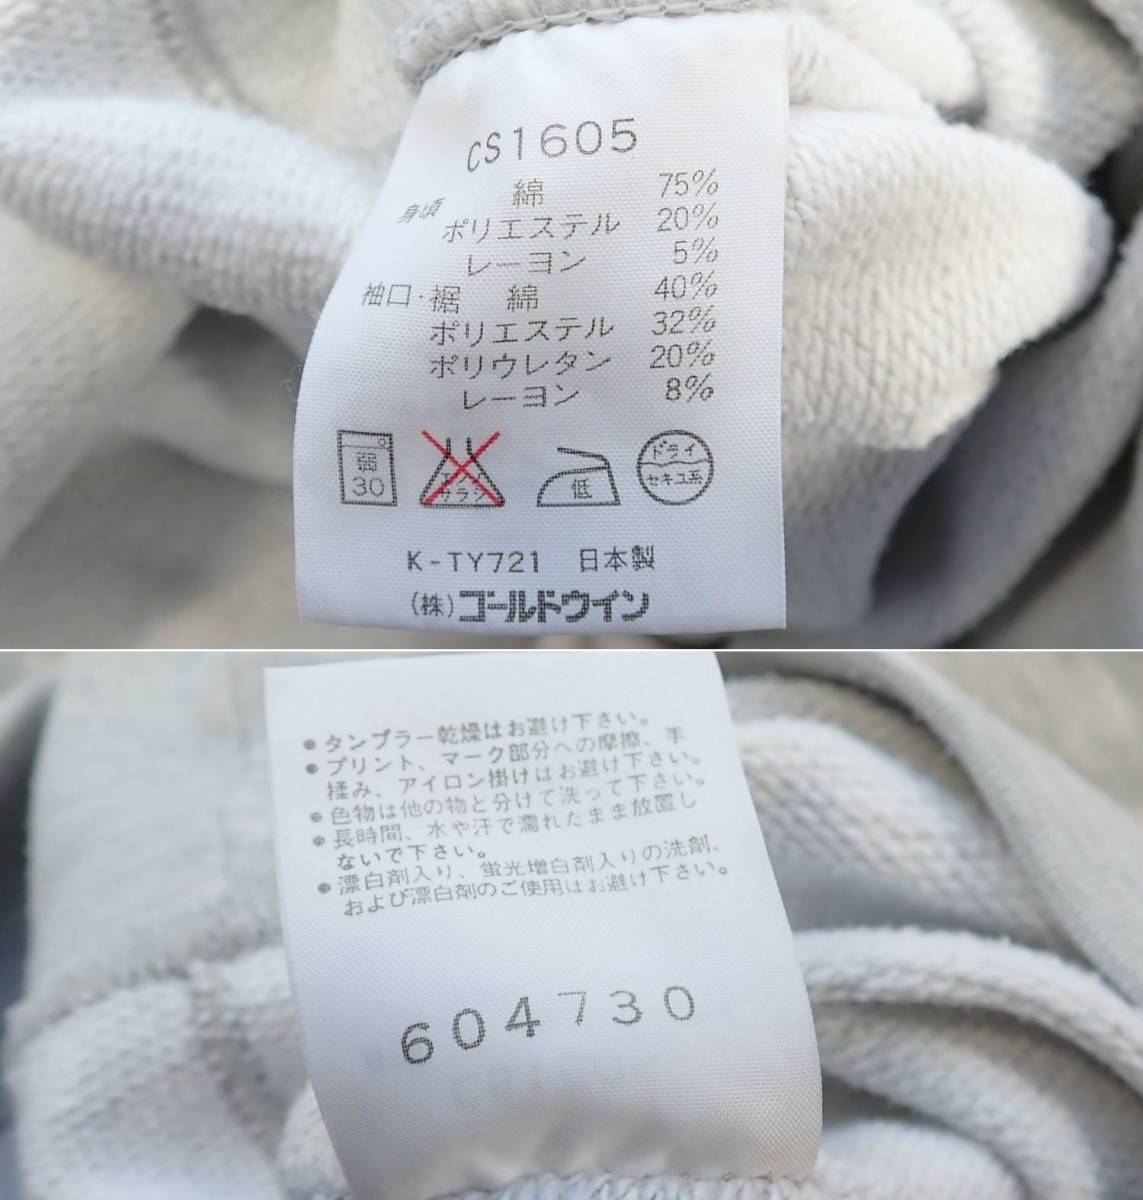 CS1605
身頃 綿 75%
ポリエステル 20%
レーヨン 5%
袖口・裾 綿 40%
ポリエステル 32%
ポリウレタン 20%
レーヨン 8%
弱 30
エンソ サラシ
低
ドライ セキユ系
K-TY721 日本製
(株)ゴールドウイン
●タンブラー乾燥はお避け下さい。
●プリント、マーク部分への摩擦、手
揉み、アイロン掛けはお避け下さい。
●色物は他の物と分けて洗って下さい。
●長時間、水や汗で濡れたまま放置し
ないで下さい。
●漂白剤入り、蛍光増白剤入りの洗剤、
および漂白剤のご使用はお避け下さい。
604730